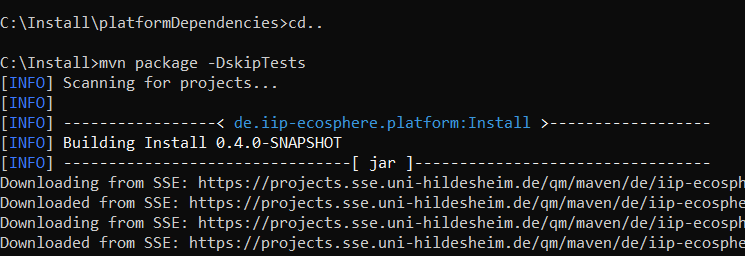 C:\Install\platformDependencies>cd..
C:\Install>mvn package -DskipTests
[INFO] Scanning for projects...
[INFO]
[INFO] -----------------< de.iip-ecosphere.platform:Install >------------------
[INFO] Building Install 0.4.0-SNAPSHOT
[INFO] --------------------------------[ jar ]---------------------------------
Downloading from SSE: https://projects.sse.uni-hildesheim.de/qm/maven/de/iip-ecosph
Downloaded from SSE: https://projects.sse.uni-hildesheim.de/qm/maven/de/iip-ecosphe
Downloading from SSE: https://projects.sse.uni-hildesheim.de/qm/maven/de/iip-ecosph
Downloaded from SSE: https://projects.sse.uni-hildesheim.de/qm/maven/de/iip-ecosphe